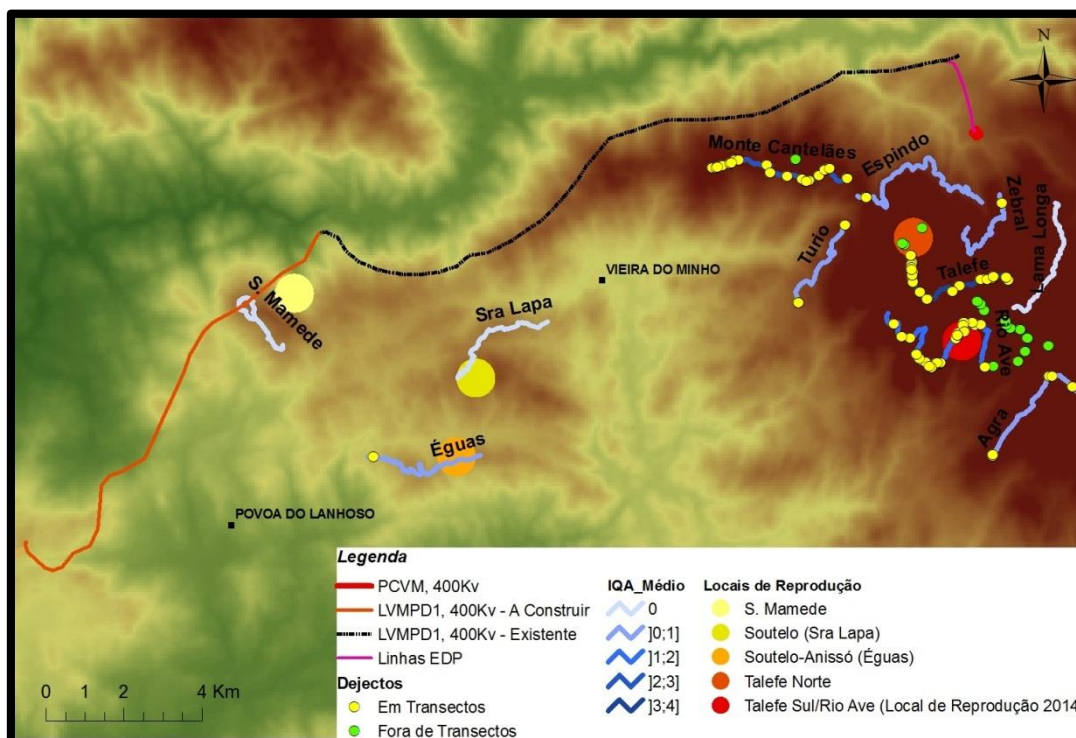 N
Monte Cantelães
Espindo
Zebral
Lama Longa
Turio
Talefe
VIEIRA DO MINHO
S. Mamede
Sra Lapa
Rio Ave
Agra
Éguas
POVOA DO LANHOSO
Legenda
PCVM, 400Kv
LVMPD1, 400Kv - A Construir
LVMPD1, 400Kv - Existente
Linhas EDP
Dejectos
Em Transectos
Fora de Transectos
IQA_Médio
0
]0;1]
]1;2]
]2;3]
]3;4]
Locais de Reprodução
S. Mamede
Soutelo (Sra Lapa)
Soutelo-Anissó (Éguas)
Talefe Norte
Talefe Sul/Rio Ave (Local de Reprodução 2014
0 1 2 4 Km